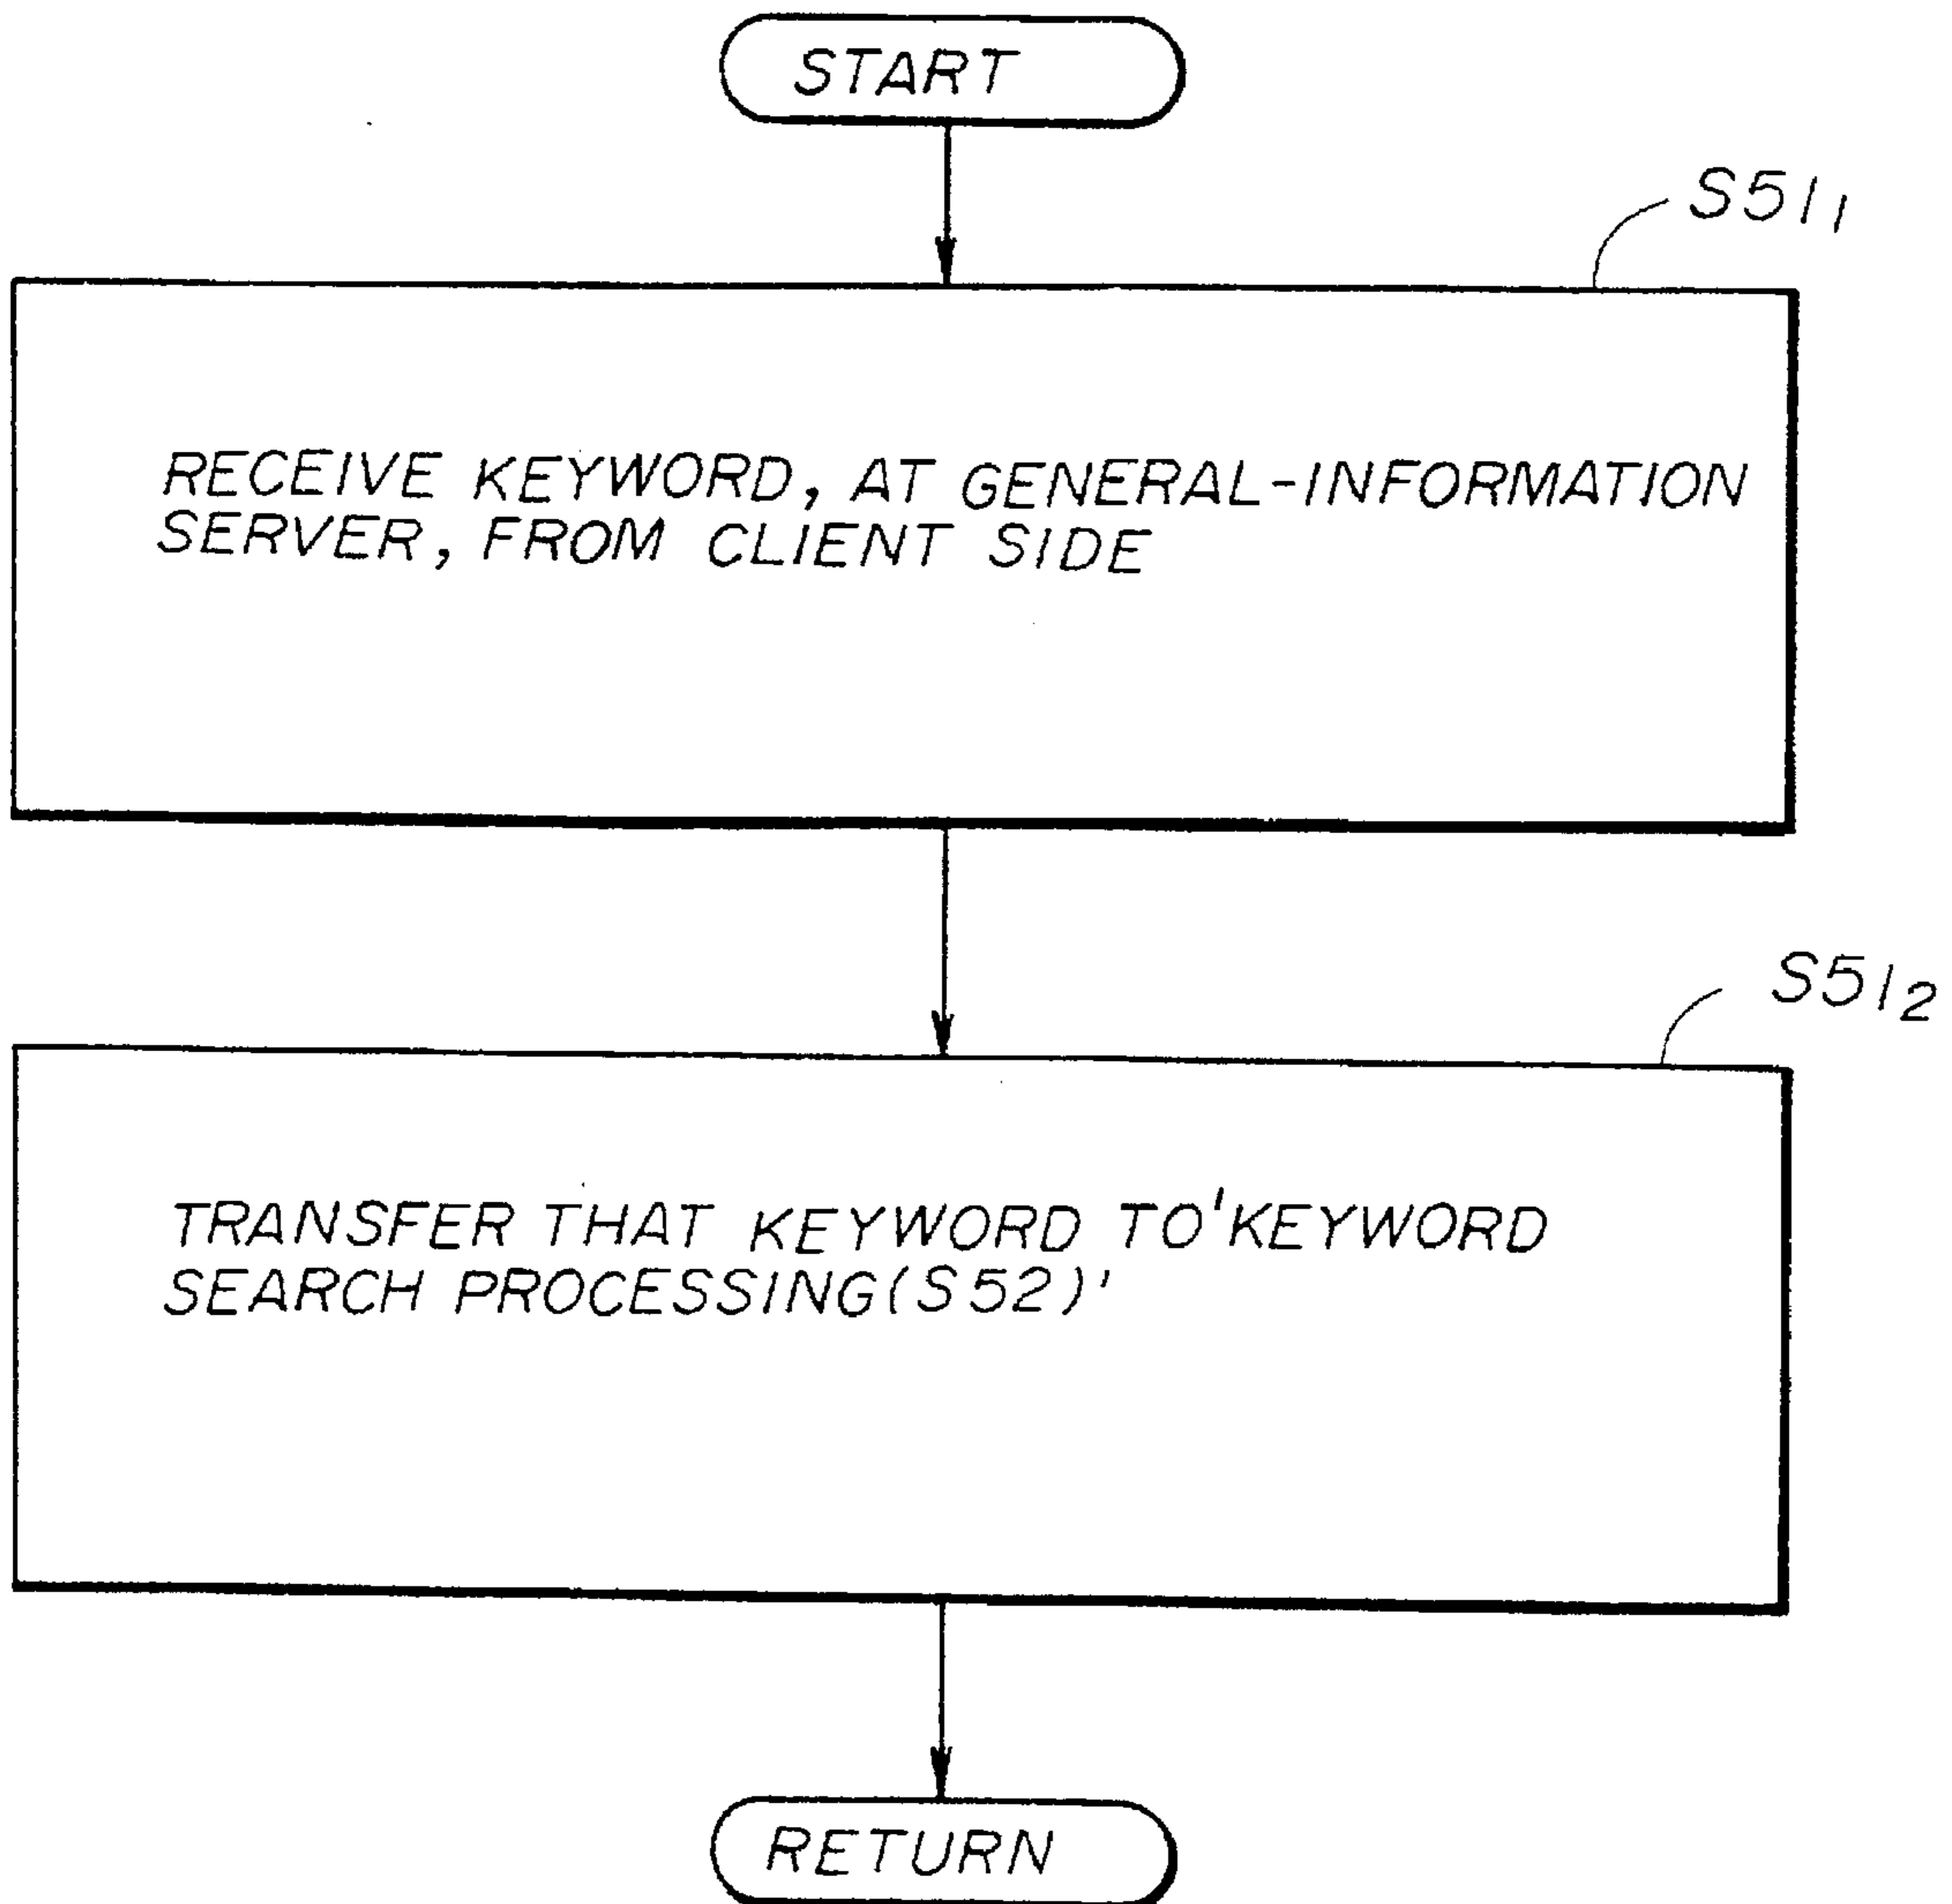 START
S51₁
RECEIVE KEYWORD, AT GENERAL-INFORMATION
SERVER, FROM CLIENT SIDE
S51₂
TRANSFER THAT KEYWORD TO'KEYWORD
SEARCH PROCESSING(S52)'
RETURN